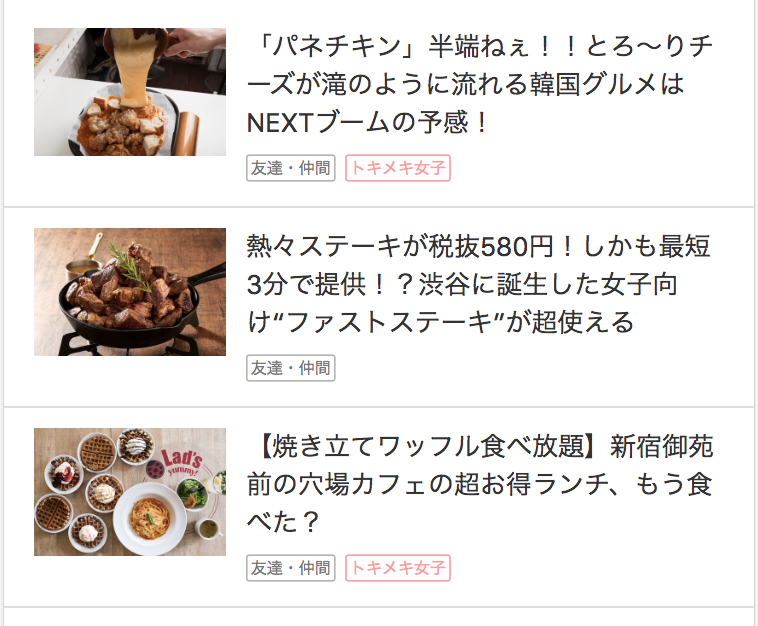 「パネチキン」半端ねぇ！！とろ〜りチ
ーズが滝のように流れる韓国グルメは
NEXTブームの予感！
友達・仲間 トキメキ女子
熱々ステーキが税抜580円！しかも最短
3分で提供！？渋谷に誕生した女子向
け“ファストステーキ”が超使える
友達・仲間
Lad's
yummy!
【焼き立てワッフル食べ放題】新宿御苑
前の穴場カフェの超お得ランチ、もう食
べた？
友達・仲間 トキメキ女子